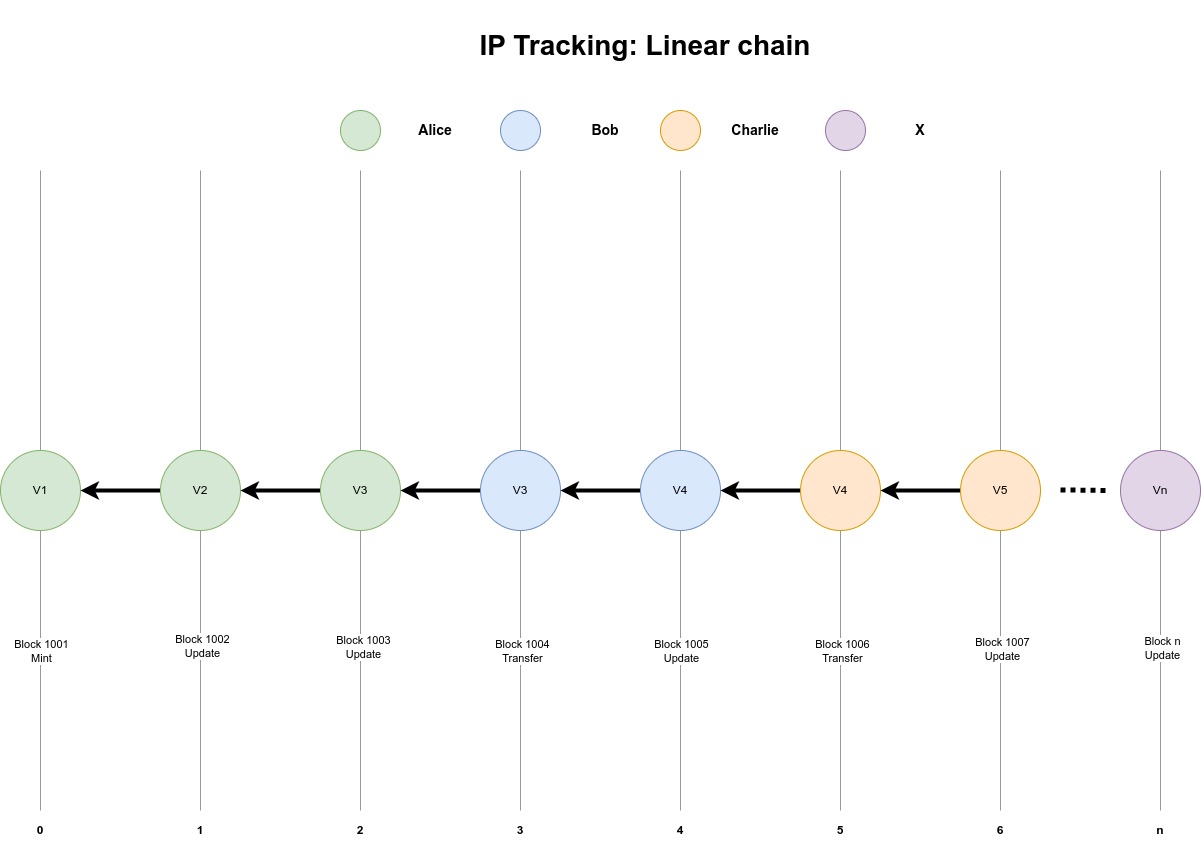 IP Tracking: Linear chain
Alice
Bob
Charlie
X
V1
V2
V3
V3
V4
V4
V5
Vn
Block 1001
Mint
Block 1002
Update
Block 1003
Update
Block 1004
Transfer
Block 1005
Update
Block 1006
Transfer
Block 1007
Update
Block n
Update
0
1
2
3
4
5
6
n